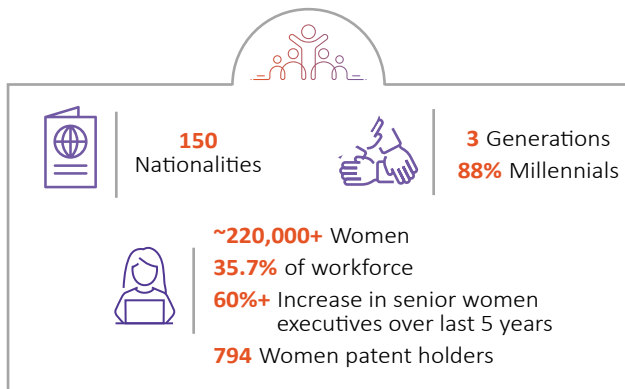 150
Nationalities
3 Generations
88% Millennials
~220,000+ Women
35.7% of workforce
60%+ Increase in senior women
executives over last 5 years
794 Women patent holders